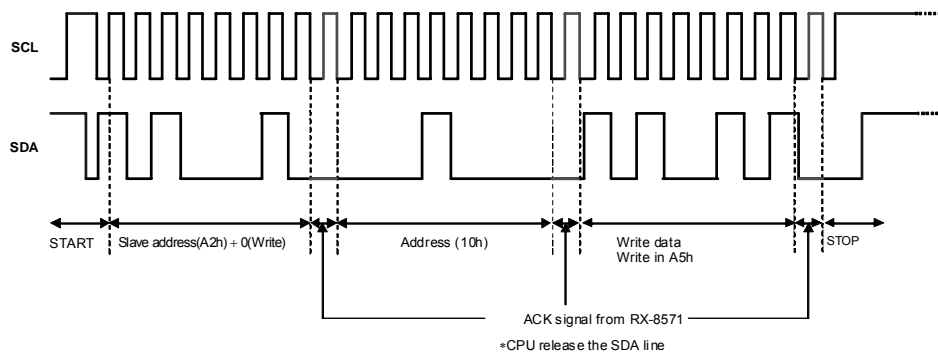 SCL
SDA
START
Slave address(A2h) + 0(Write)
Address (10h)
Write data
Write in A5h
STOP
ACK signal from RX-8571
*CPU release the SDA line